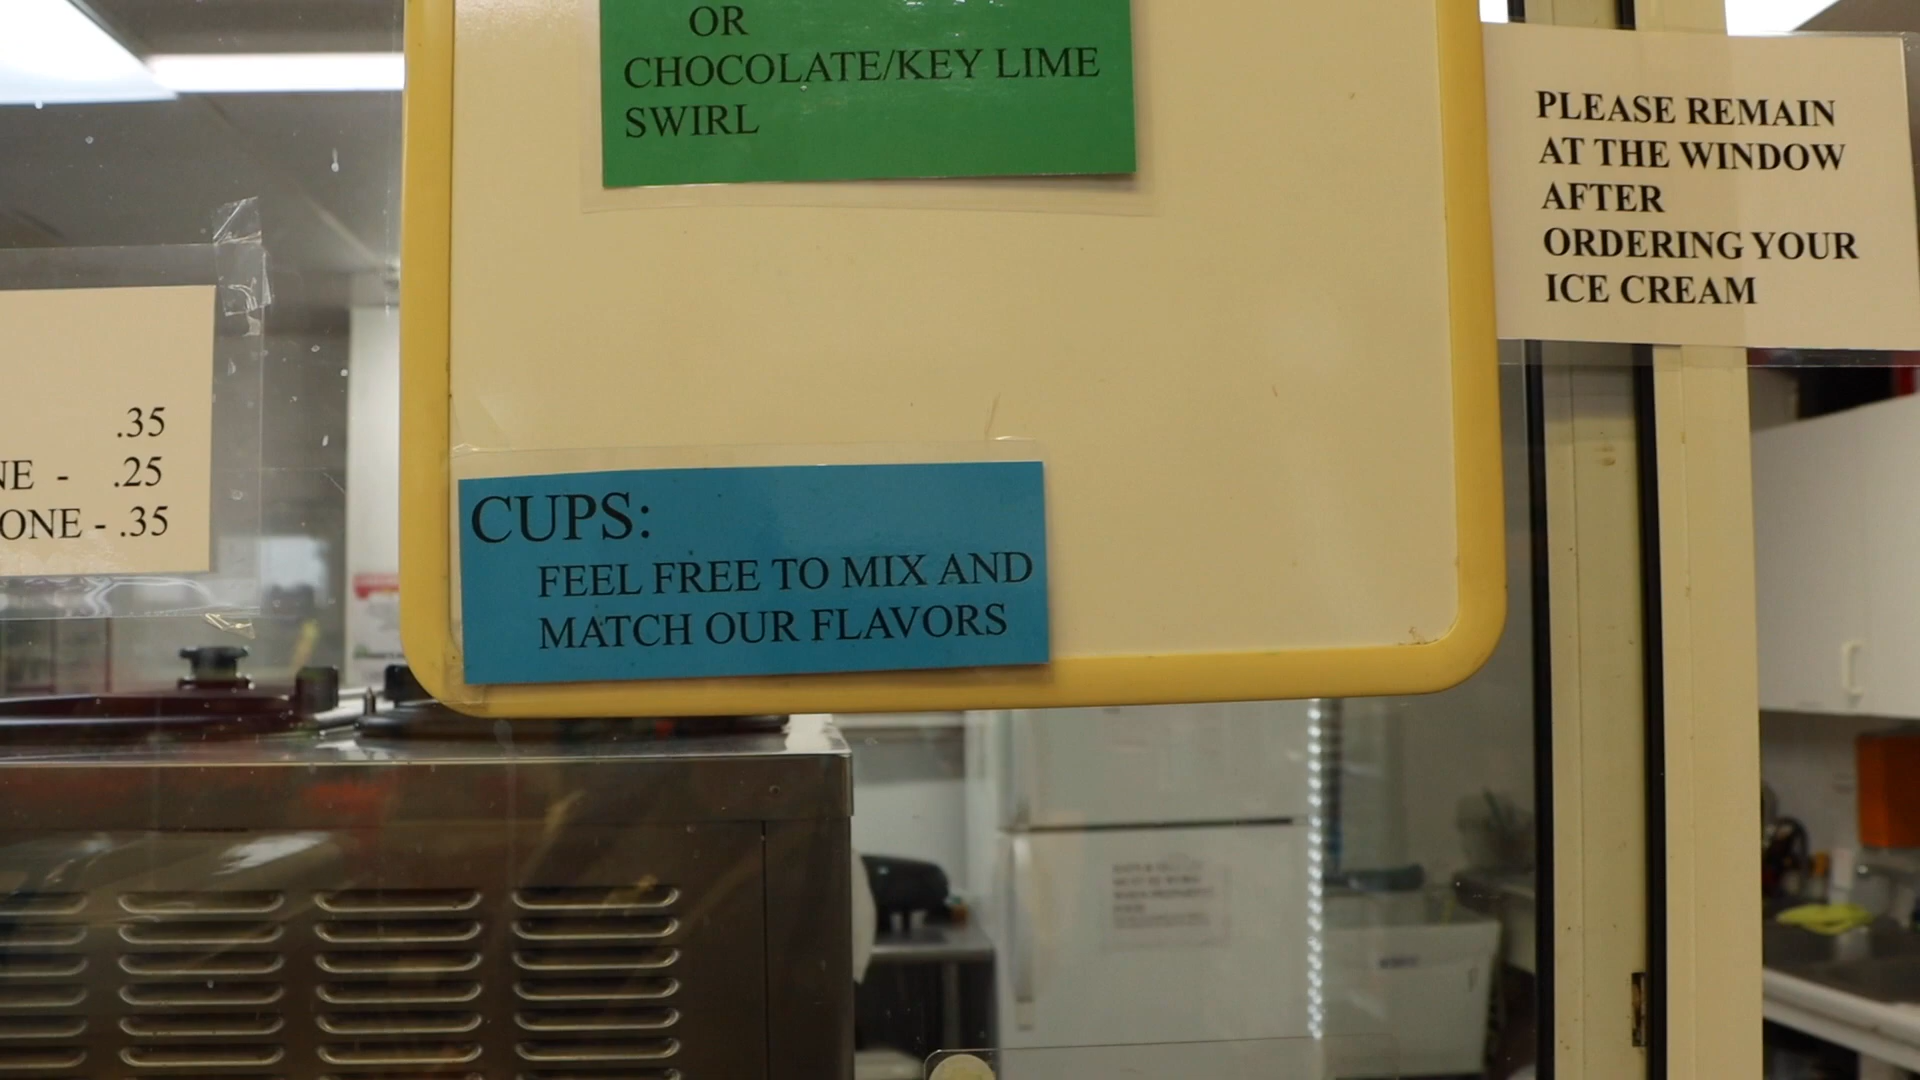 OR
CHOCOLATE/KEY LIME
SWIRL
PLEASE REMAIN
AT THE WINDOW
AFTER
ORDERING YOUR
ICE CREAM
.35
NE - .25
ONE - .35
CUPS:
FEEL FREE TO MIX AND
MATCH OUR FLAVORS